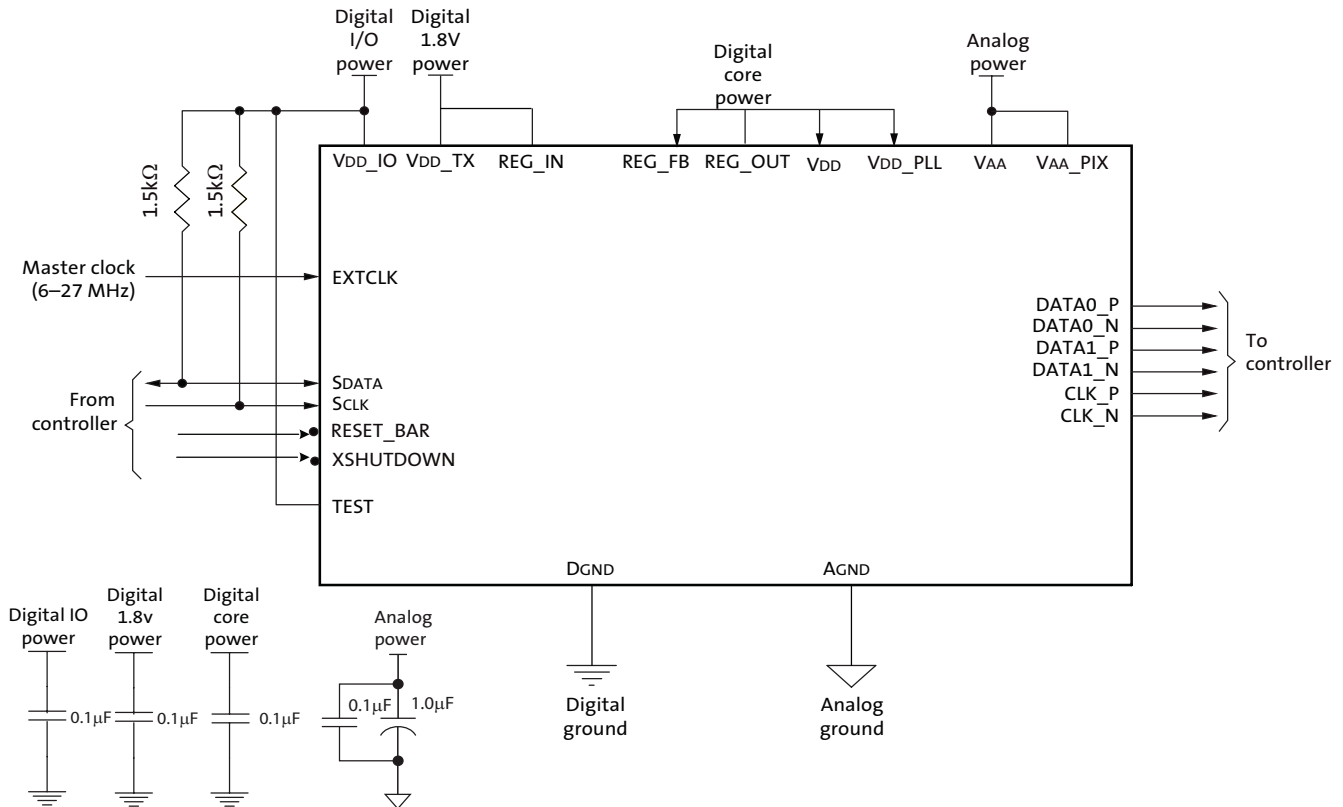 Digital
I/O
power
Digital
1.8V
power
Digital
core
power
Analog
power
VDD_IO
VDD_TX
REG_IN
REG_FB
REG_OUT
VDD
VDD_PLL
VAA
VAA_PIX
1.5kΩ
1.5kΩ
Master clock
(6–27 MHz)
EXTCLK
From
controller
SDATA
SCLK
RESET_BAR
XSHUTDOWN
TEST
DATA0_P
DATA0_N
DATA1_P
DATA1_N
CLK_P
CLK_N
To
controller
DGND
AGND
Digital
ground
Analog
ground
Digital IO
power
Digital
1.8v
power
Digital
core
power
Analog
power
0.1μF
0.1μF
0.1μF
0.1μF
1.0μF